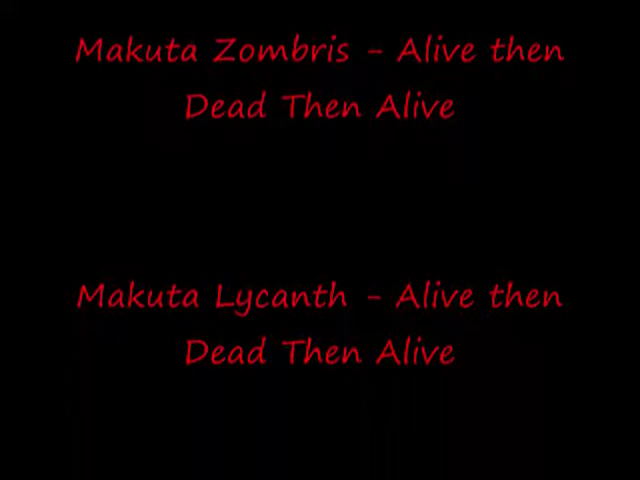 Makuta Zombris - Alive then
Dead Then Alive
Makuta Lycanth - Alive then
Dead Then Alive